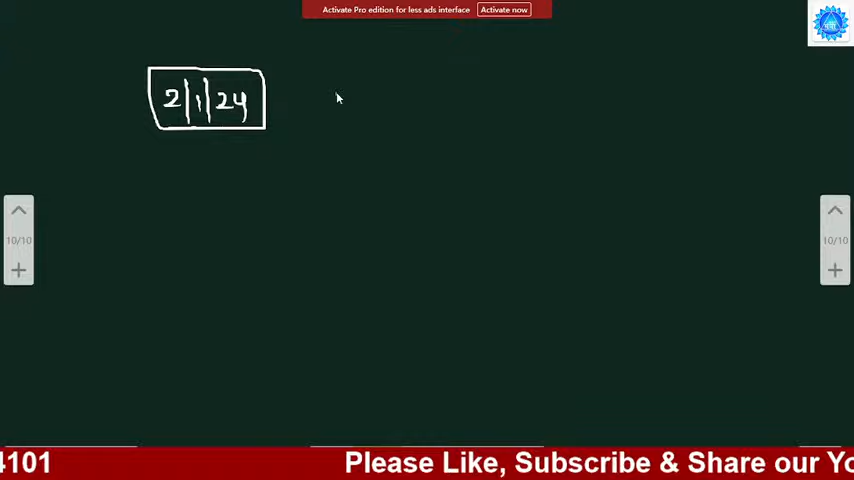 Activate Pro edition for less ads interface Activate now
2|1|24
10/10
10/10
4101 Please Like, Subscribe & Share our Yo